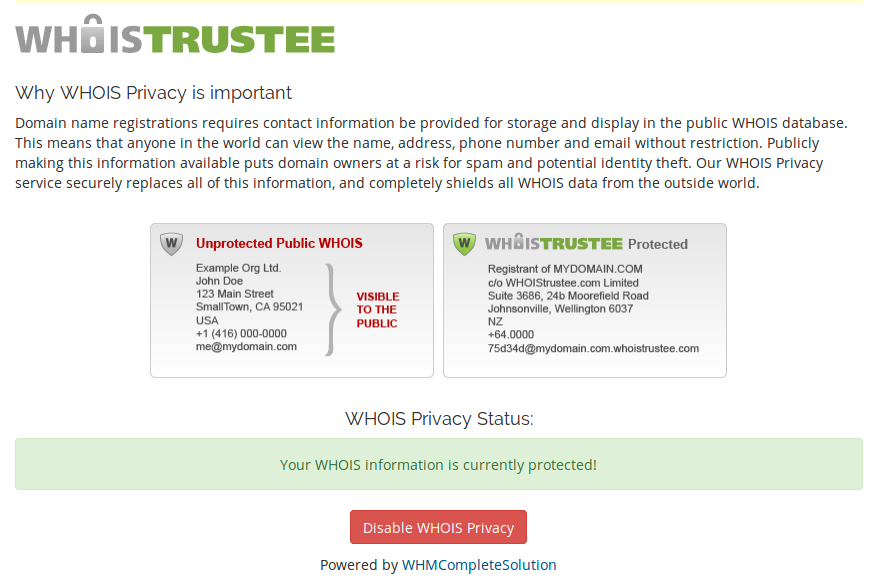 WHOISTRUSTEE
Why WHOIS Privacy is important
Domain name registrations requires contact information be provided for storage and display in the public WHOIS database.
This means that anyone in the world can view the name, address, phone number and email without restriction. Publicly
making this information available puts domain owners at a risk for spam and potential identity theft. Our WHOIS Privacy
service securely replaces all of this information, and completely shields all WHOIS data from the outside world.
W Unprotected Public WHOIS
Example Org Ltd.
John Doe
123 Main Street
SmallTown, CA 95021
USA
+1 (416) 000-0000
me@mydomain.com
VISIBLE
TO THE
PUBLIC
W WHOISTRUSTEE Protected
Registrant of MYDOMAIN.COM
c/o WHOIStrustee.com Limited
Suite 3686, 24b Moorefield Road
Johnsonville, Wellington 6037
NZ
+64.0000
75d34d@mydomain.com.whoistrustee.com
WHOIS Privacy Status:
Your WHOIS information is currently protected!
Disable WHOIS Privacy
Powered by WHMCompleteSolution